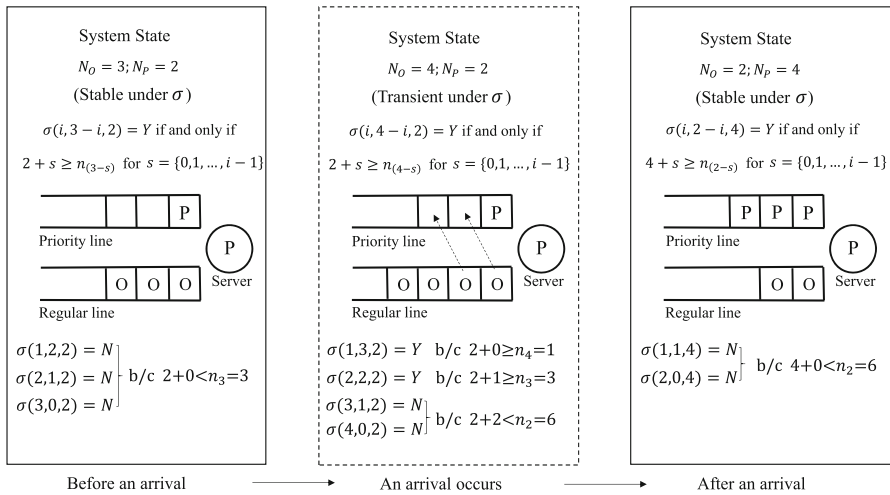 System State
N_O = 3; N_P = 2
(Stable under σ)
σ(i, 3 − i, 2) = Y if and only if
2 + s ≥ n_(3−s) for s = {0,1, … , i − 1}
P
Priority line
P
Server
O O O
Regular line
σ(1,2,2) = N
σ(2,1,2) = N
σ(3,0,2) = N
b/c 2+0<n_3=3
Before an arrival
System State
N_O = 4; N_P = 2
(Transient under σ)
σ(i, 4 − i, 2) = Y if and only if
2 + s ≥ n_(4−s) for s = {0,1, … , i − 1}
P
Priority line
P
Server
O O O O
Regular line
σ(1,3,2) = Y b/c 2+0≥n_4=1
σ(2,2,2) = Y b/c 2+1≥n_3=3
σ(3,1,2) = N
σ(4,0,2) = N
b/c 2+2<n_2=6
An arrival occurs
System State
N_O = 2; N_P = 4
(Stable under σ)
σ(i, 2 − i, 4) = Y if and only if
4 + s ≥ n_(2−s) for s = {0,1, … , i − 1}
P P P
Priority line
P
Server
O O
Regular line
σ(1,1,4) = N
σ(2,0,4) = N
b/c 4+0<n_2=6
After an arrival